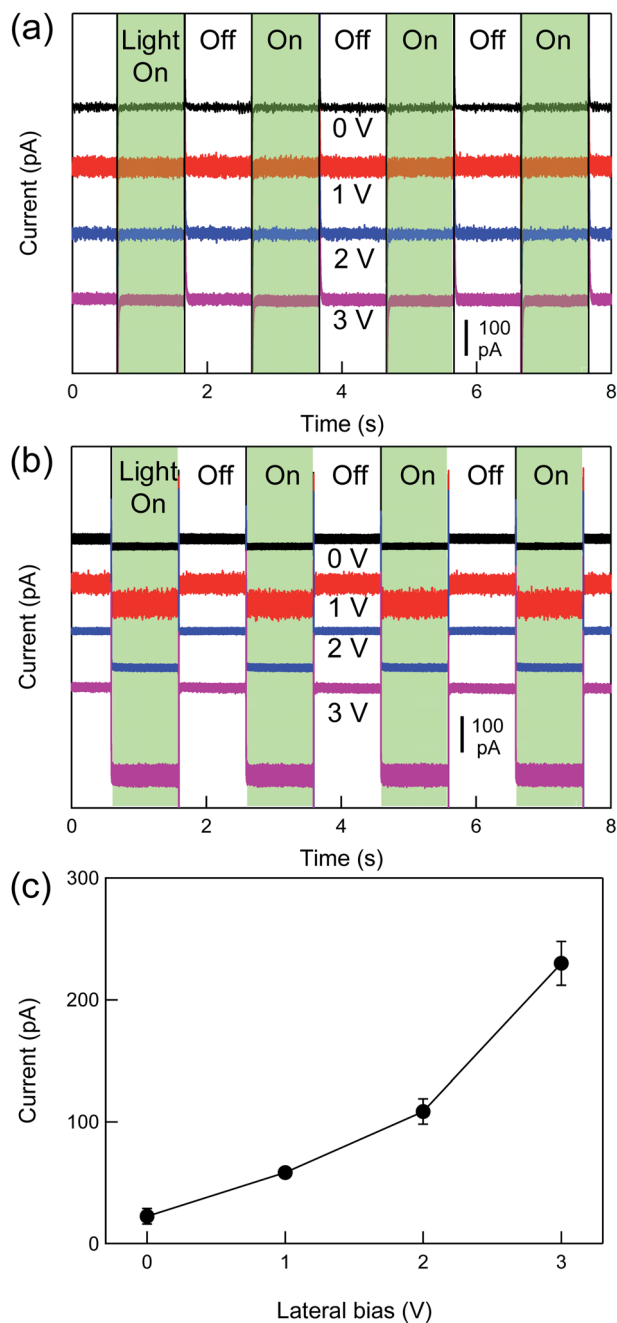 (a)
Light
On
Off
On
Off
On
Off
On
0 V
1 V
2 V
3 V
100
pA
Current (pA)
0
2
4
6
8
Time (s)
(b)
Light
On
Off
On
Off
On
Off
On
0 V
1 V
2 V
3 V
100
pA
Current (pA)
0
2
4
6
8
Time (s)
(c)
300
200
100
0
Current (pA)
0
1
2
3
Lateral bias (V)